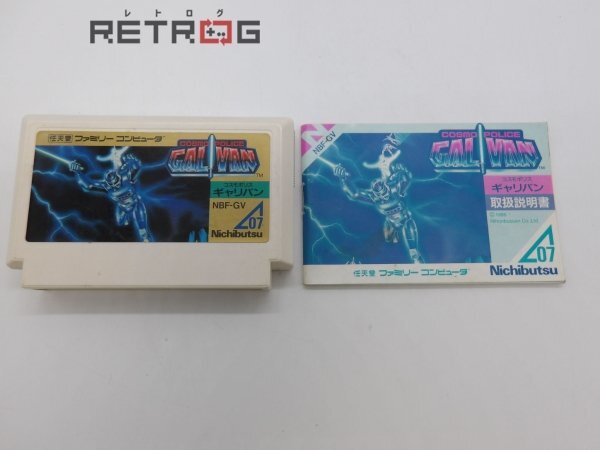 レトログ
RETROG
任天堂 ファミリー コンピュータ
COSMO POLICE
GALIVAN
TM
コスモポリス
ギャリバン
NBF-GV
07
Nichibutsu
N
NBF-GV
COSMO POLICE
GALIVAN
コスモポリス
ギャリバン
取扱説明書
07
任天堂 ファミリー コンピュータ
Nichibutsu